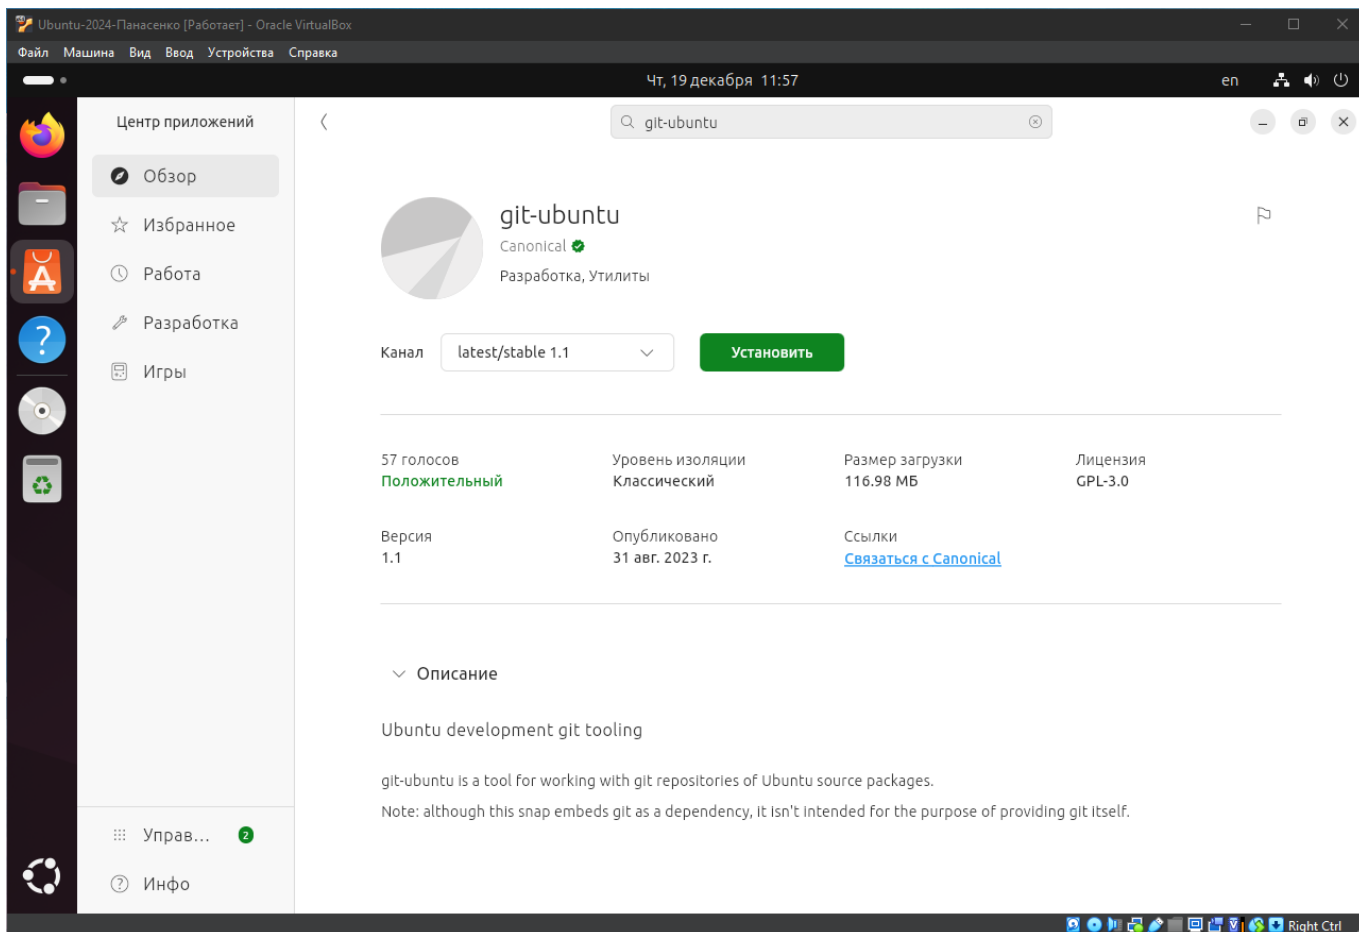 Ubuntu-2024-Панасенко [Работает] - Oracle VirtualBox
Файл Машина Вид Ввод Устройства Справка
Чт, 19 декабря 11:57
en
Центр приложений
git-ubuntu
Обзор
Избранное
Работа
Разработка
Игры
git-ubuntu
Canonical
Разработка, Утилиты
Канал
latest/stable 1.1
Установить
57 голосов
Положительный
Уровень изоляции
Классический
Размер загрузки
116.98 МБ
Лицензия
GPL-3.0
Версия
1.1
Опубликовано
31 авг. 2023 г.
Ссылки
Связаться с Canonical
Описание
Ubuntu development git tooling
git-ubuntu is a tool for working with git repositories of Ubuntu source packages.
Note: although this snap embeds git as a dependency, it isn't intended for the purpose of providing git itself.
Управ... 2
Инфо
Right Ctrl